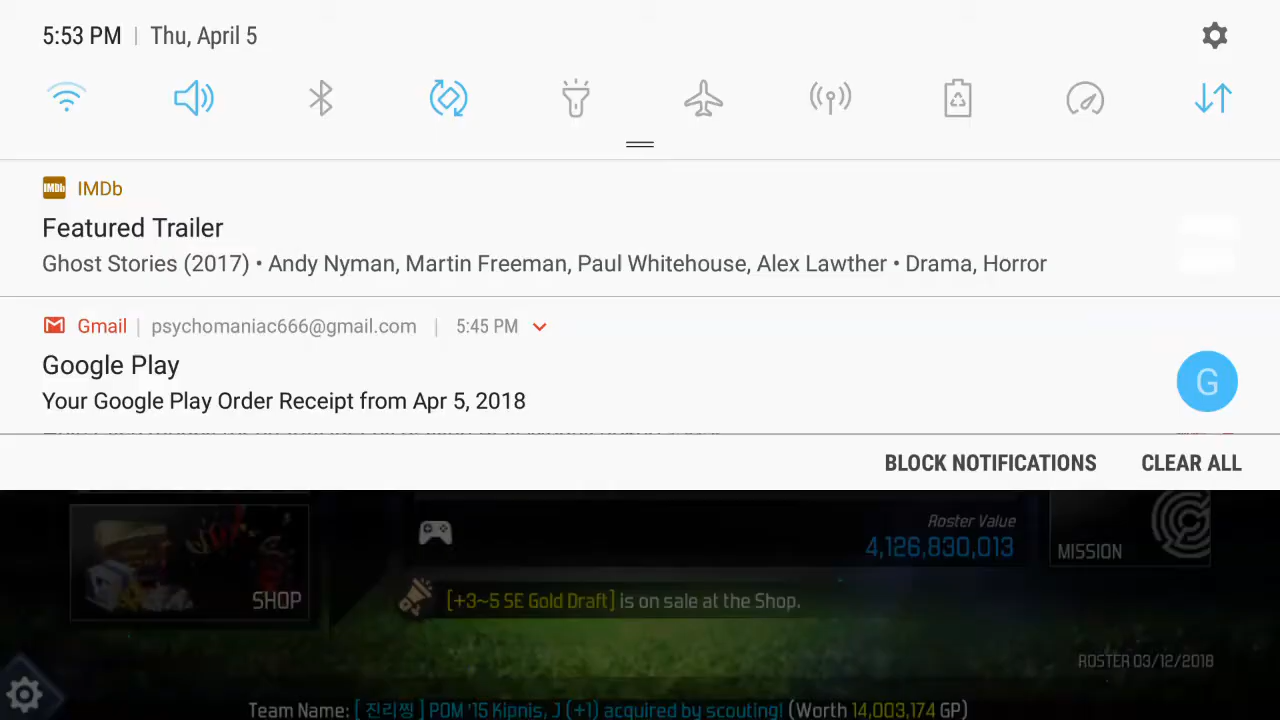 5:53 PM | Thu, April 5
IMDb IMDb
Featured Trailer
Ghost Stories (2017) • Andy Nyman, Martin Freeman, Paul Whitehouse, Alex Lawther • Drama, Horror
Gmail | psychomaniac666@gmail.com | 5:45 PM
Google Play
G
Your Google Play Order Receipt from Apr 5, 2018
BLOCK NOTIFICATIONS CLEAR ALL
Roster Value
4,126,830,013
MISSION
SHOP
[+3~5 SE Gold Draft] is on sale at the Shop.
ROSTER 03/12/2018
Team Name: [ 진리찡 ] POM '15 Kipnis, J (+1) acquired by scouting! (Worth 14,003,174 GP)